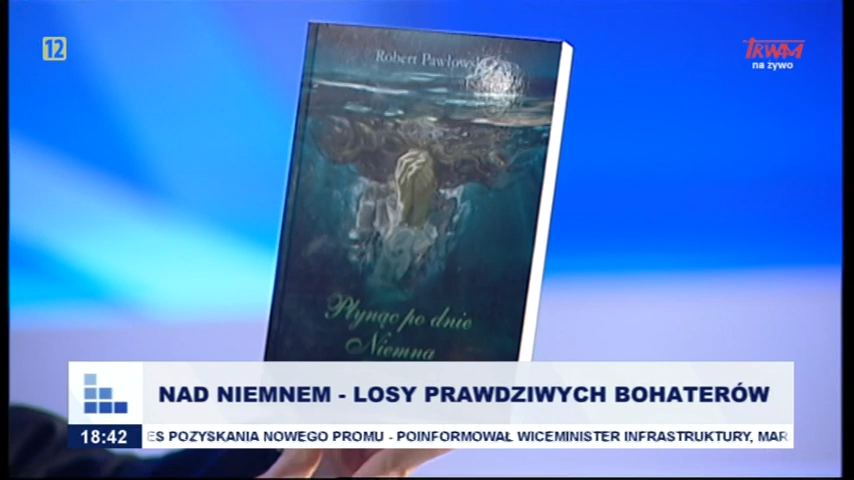 12
TRWAM
na żywo
Robert
Płynąc po dnie
Niemna
NAD NIEMNEM - LOSY PRAWDZIWYCH BOHATERÓW
18:42
ES POZYSKANIA NOWEGO PROMU - POINFORMOWAŁ WICEMINISTER INFRASTRUKTURY, MAR